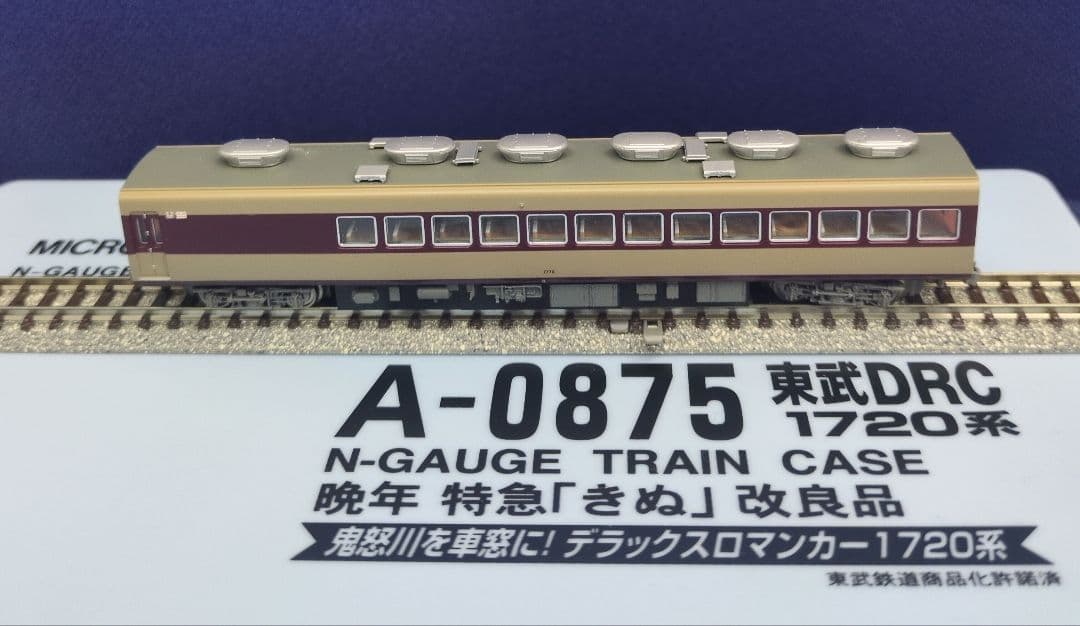 MICRO
N-GAUGE
A-0875 東武DRC
1720系
N-GAUGE TRAIN CASE
晩年 特急「きぬ」 改良品
鬼怒川を車窓に! デラックスロマンカー1720系
東武鉄道商品化許諾済